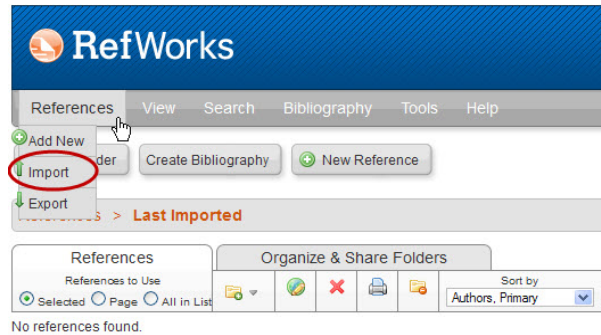 RefWorks
References View Search Bibliography Tools Help
Add New
der Create Bibliography New Reference
Import
Export
s > Last Imported
References Organize & Share Folders
References to Use
Selected Page All in List
Sort by
Authors, Primary
No references found.